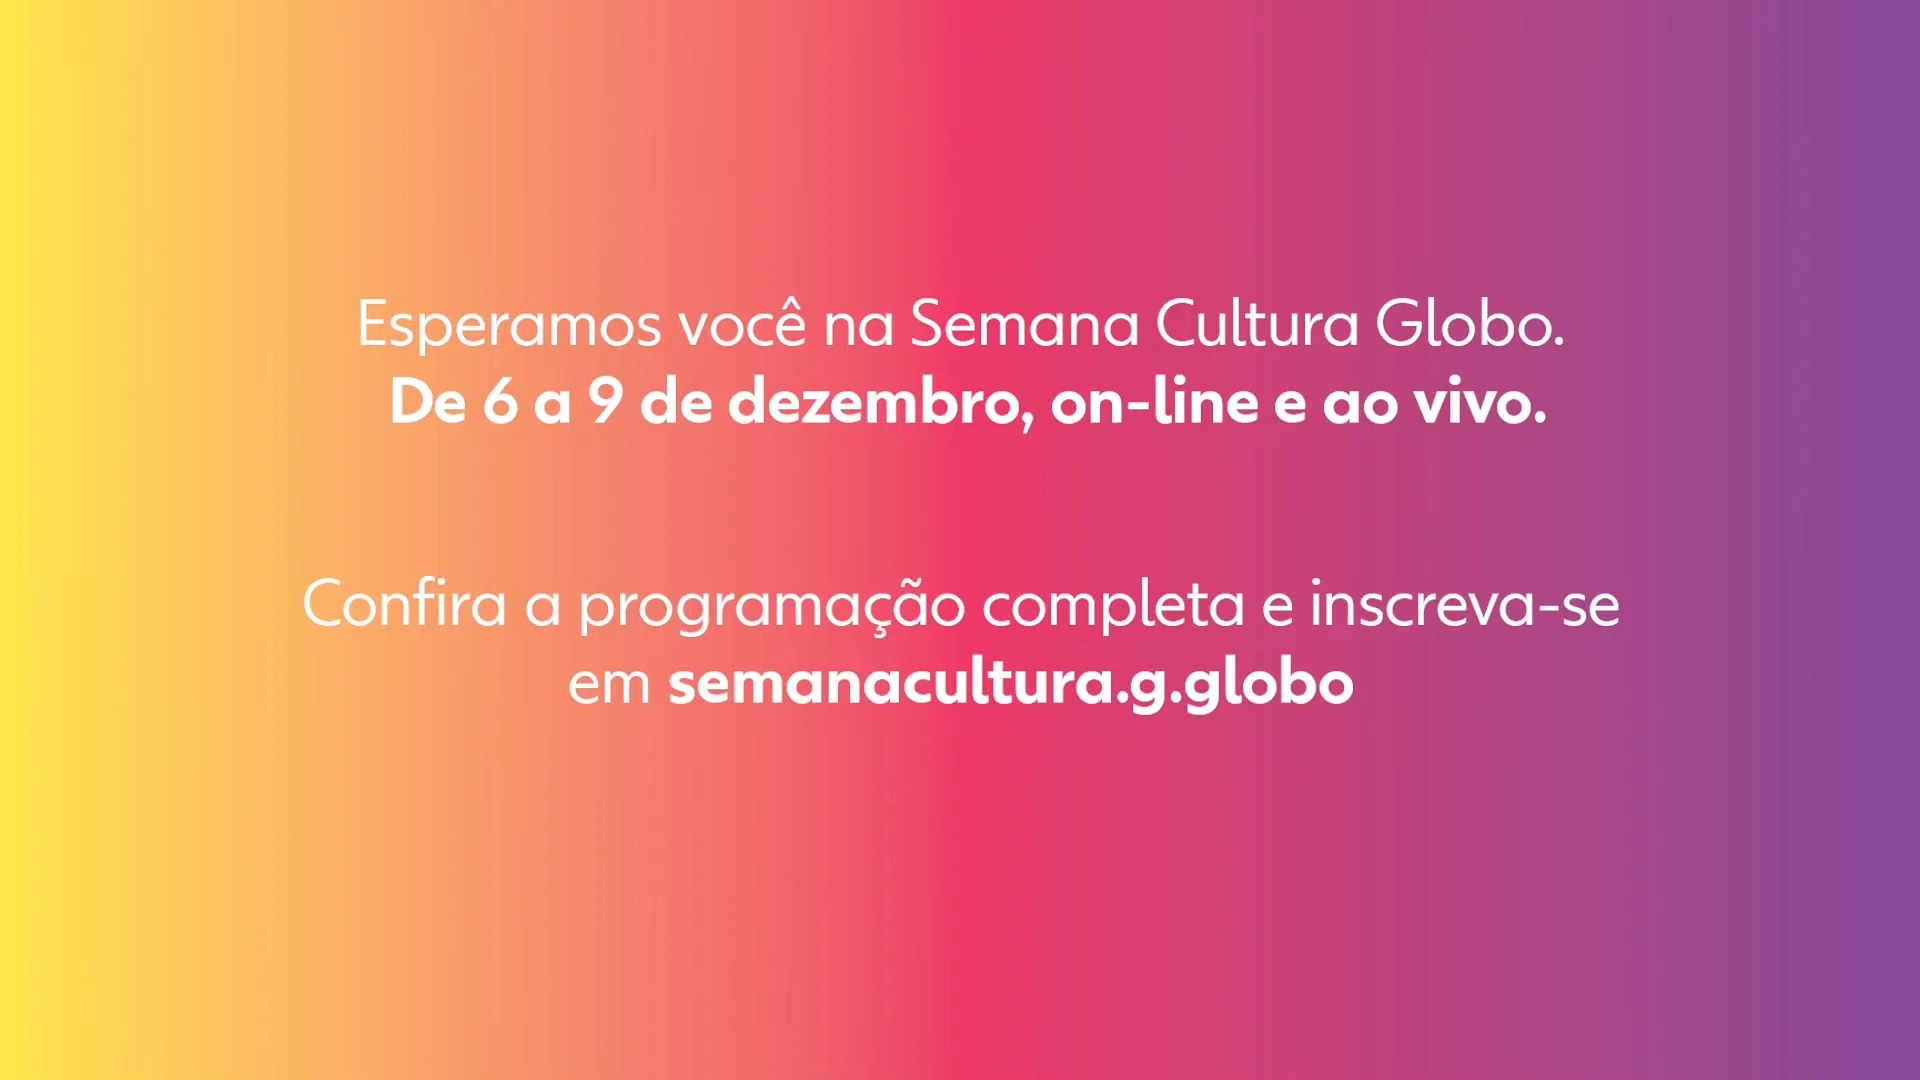 Esperamos você na Semana Cultura Globo.
De 6 a 9 de dezembro, on-line e ao vivo.
Confira a programação completa e inscreva-se
em semanacultura.g.globo